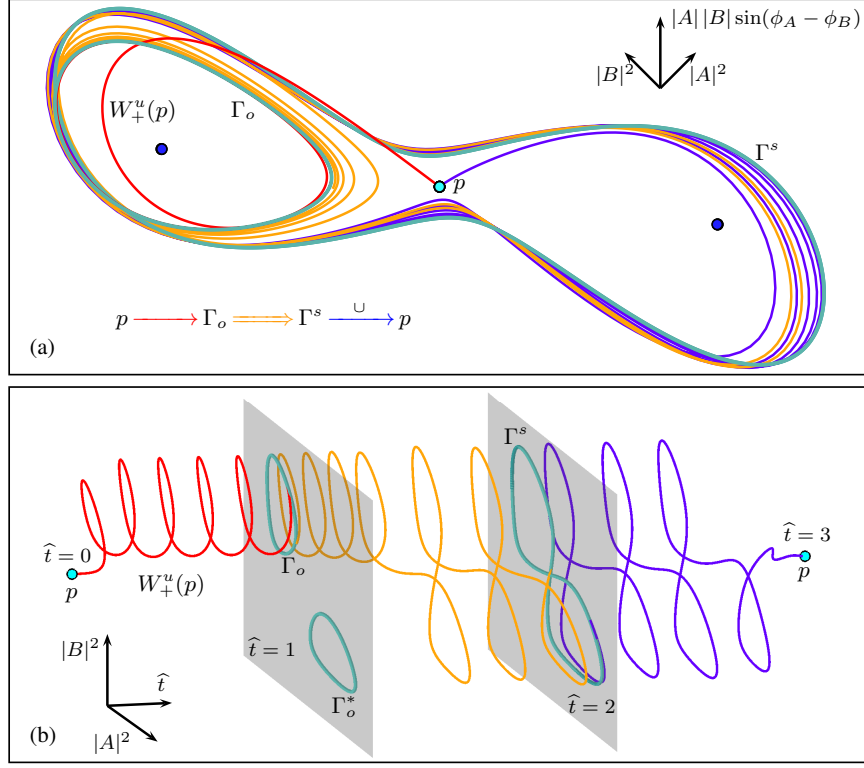 |A| |B| sin(ϕ_A − ϕ_B)
|B|^2 |A|^2
W^u_+(p) Γ_o
Γ^s
p
p → Γ_o ⇒ Γ^s →^∪ p
(a)
Γ^s
t̂ = 0
t̂ = 3
p
W^u_+(p)
Γ_o
p
|B|^2
t̂
t̂ = 1
t̂ = 2
Γ^*_o
|A|^2
(b)